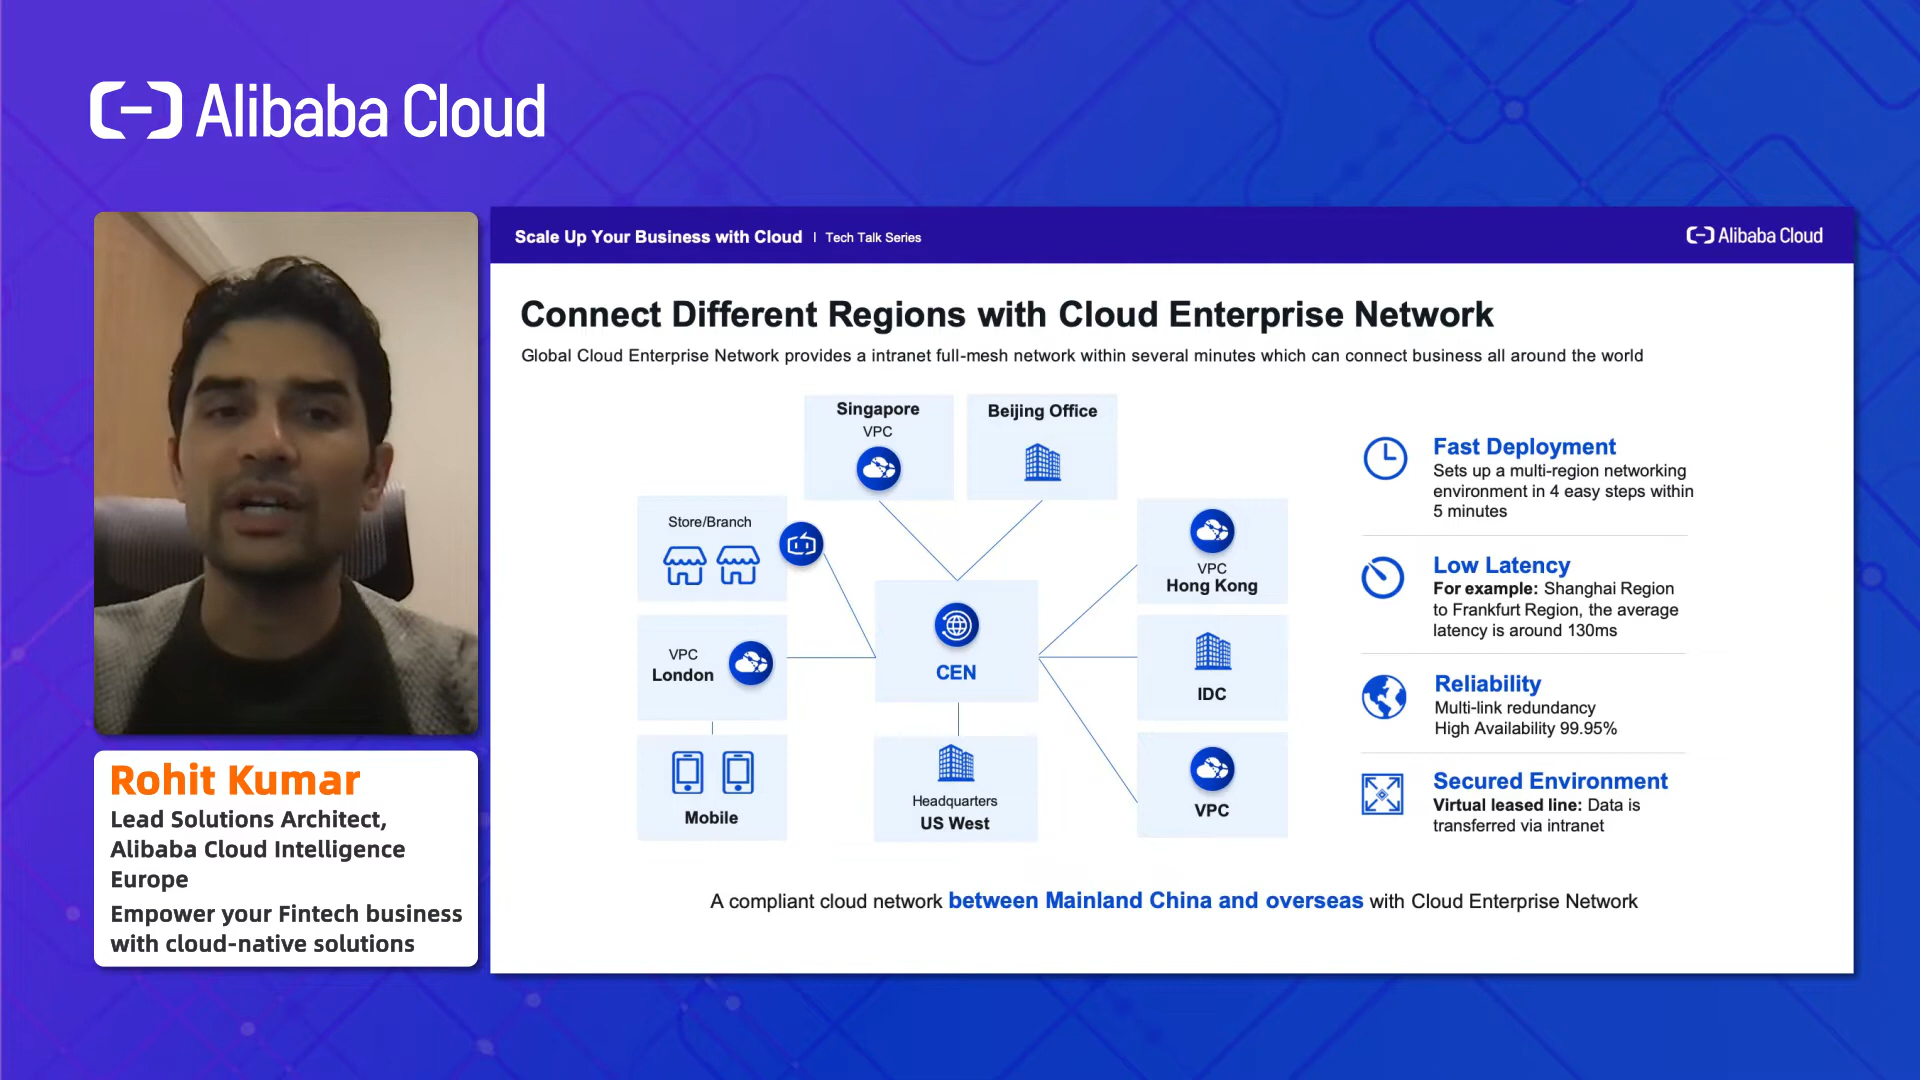 Alibaba Cloud
Scale Up Your Business with Cloud | Tech Talk Series
Alibaba Cloud
Connect Different Regions with Cloud Enterprise Network
Global Cloud Enterprise Network provides a intranet full-mesh network within several minutes which can connect business all around the world
Singapore
VPC
Beijing Office
Store/Branch
VPC
Hong Kong
VPC
London
CEN
IDC
Mobile
Headquarters
US West
VPC
Fast Deployment
Sets up a multi-region networking
environment in 4 easy steps within
5 minutes
Low Latency
For example: Shanghai Region
to Frankfurt Region, the average
latency is around 130ms
Reliability
Multi-link redundancy
High Availability 99.95%
Secured Environment
Virtual leased line: Data is
transferred via intranet
A compliant cloud network between Mainland China and overseas with Cloud Enterprise Network
Rohit Kumar
Lead Solutions Architect,
Alibaba Cloud Intelligence
Europe
Empower your Fintech business
with cloud-native solutions